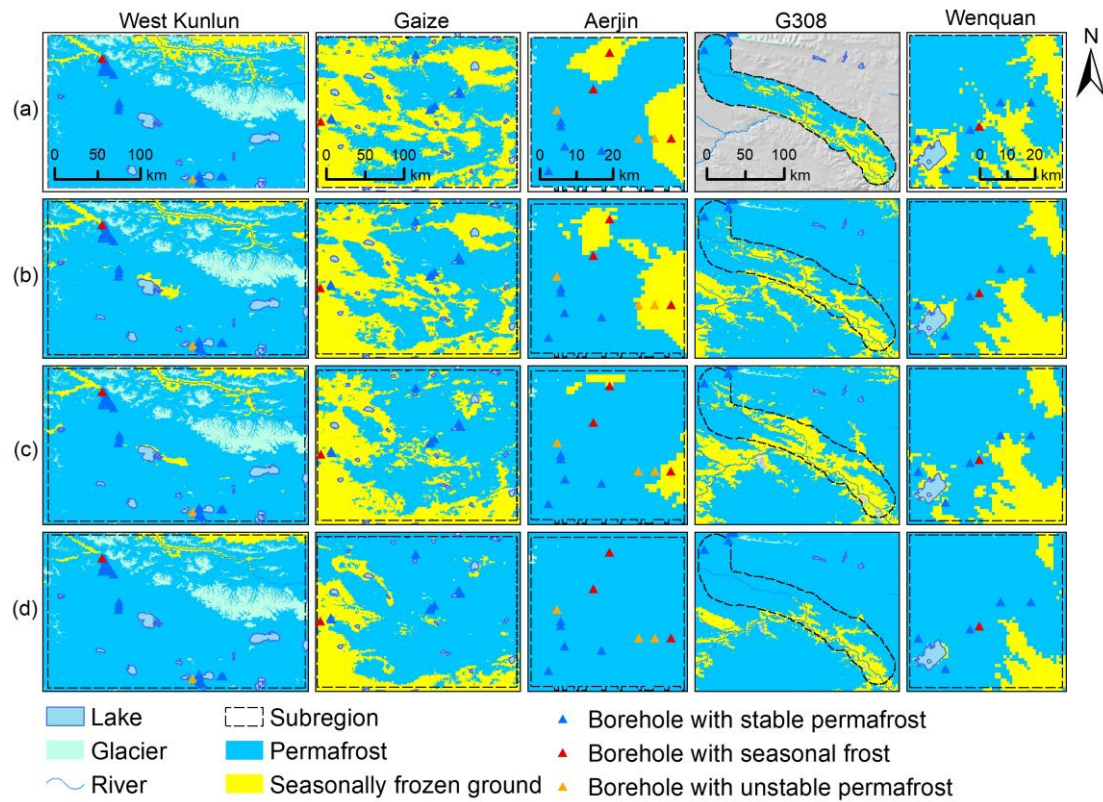 West Kunlun Gaize Aerjin G308 Wenquan
N
(a)
0 50 100
km
0 50 100
km
0 10 20
km
0 50 100
km
0 10 20
km
(b)
(c)
(d)
Lake
Glacier
River
Subregion
Permafrost
Seasonally frozen ground
Borehole with stable permafrost
Borehole with seasonal frost
Borehole with unstable permafrost